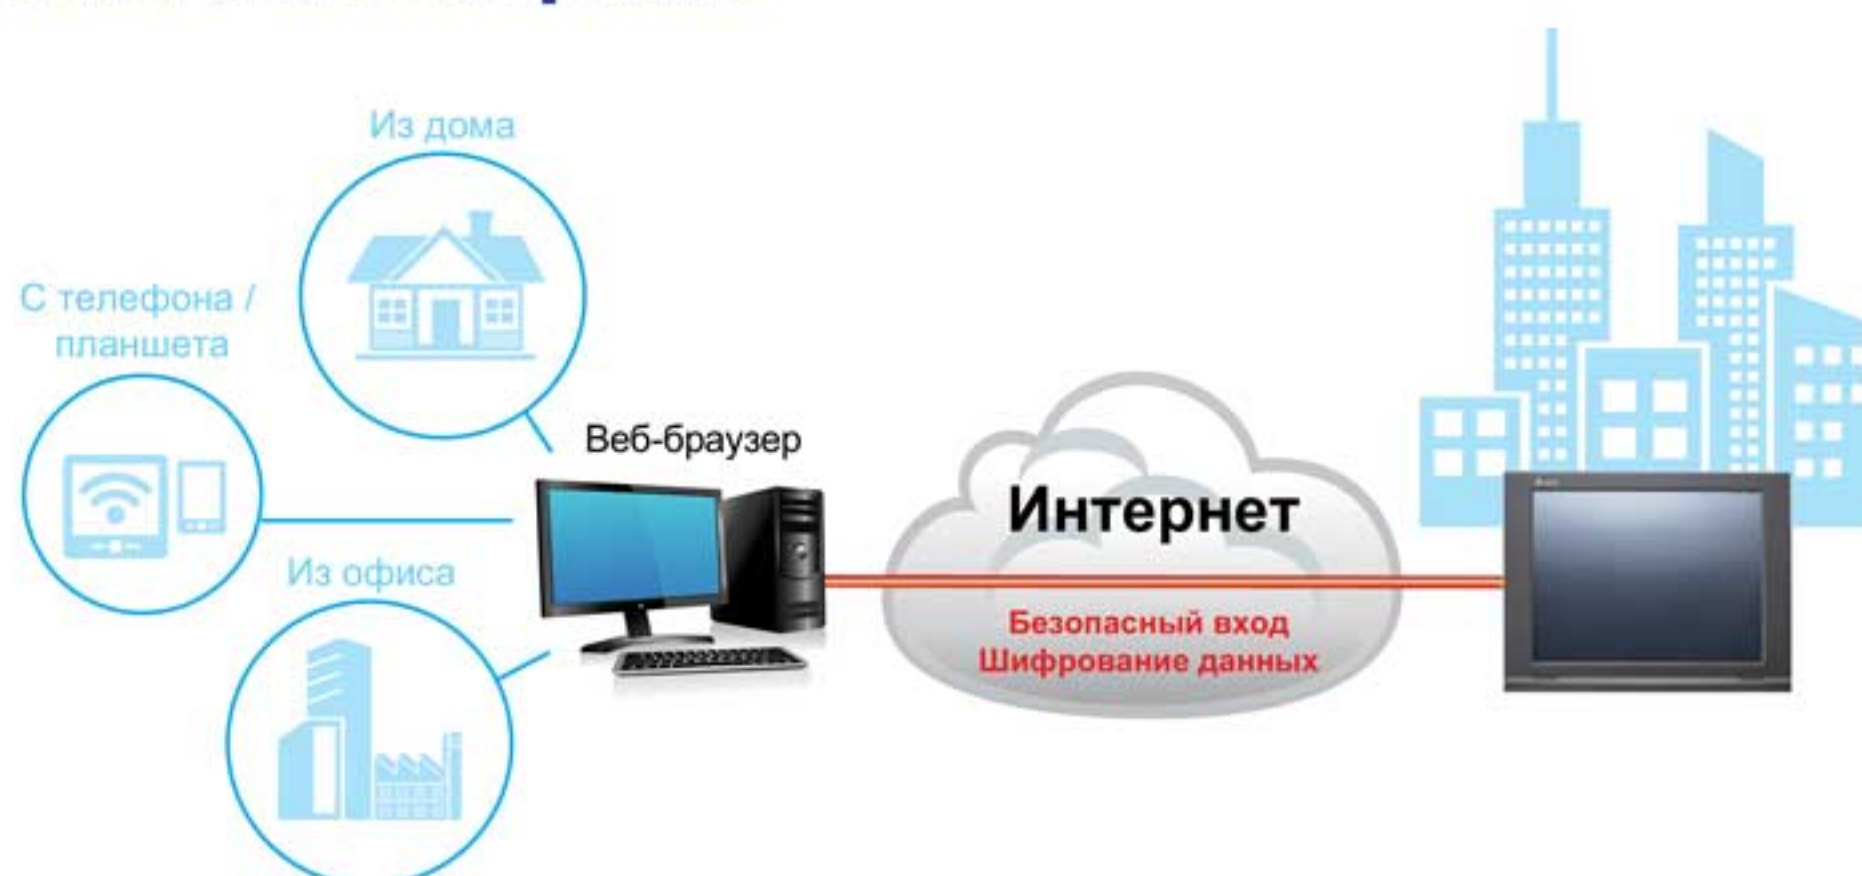 Из дома
С телефона /
планшета
Веб-браузер
Интернет
Из офиса
Безопасный вход
Шифрование данных